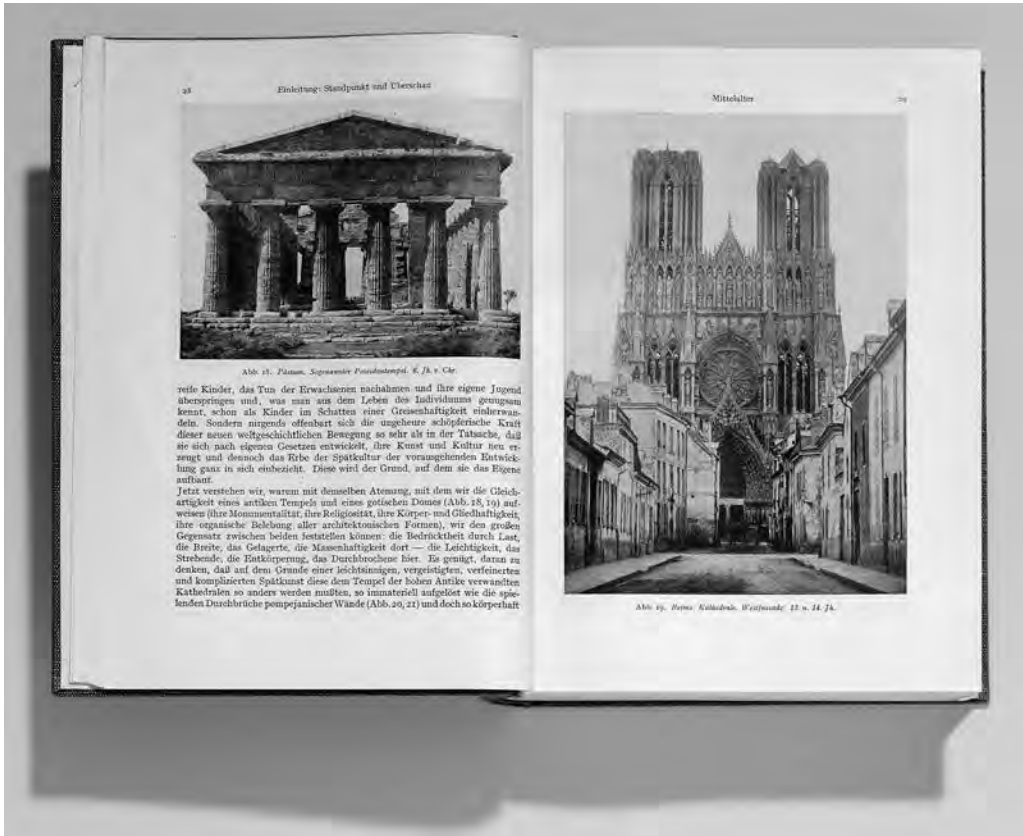 28
Einleitung: Standpunkt und Überschau
Abb. 18. Pästum. Sogenannter Poseidontempel. 6. Jh. v. Chr.
reife Kinder, das Tun der Erwachsenen nachahmen und ihre eigene Jugend
überspringen und, was man aus dem Leben des Individuums genugsam
kennt, schon als Kinder im Schatten einer Greisenhaftigkeit einherwan-
deln. Sondern nirgends offenbart sich die ungeheure schöpferische Kraft
dieser neuen weltgeschichtlichen Bewegung so sehr als in der Tatsache, daß
sie sich nach eigenen Gesetzen entwickelt, ihre Kunst und Kultur neu er-
zeugt und dennoch das Erbe der Spätkultur der vorausgehenden Entwick-
lung ganz in sich einbezieht. Diese wird der Grund, auf dem sie das Eigene
aufbaut.
Jetzt verstehen wir, warum mit demselben Atemzug, mit dem wir die Gleich-
artigkeit eines antiken Tempels und eines gotischen Domes (Abb. 18, 19) auf-
weisen (ihre Monumentalität, ihre Religiosität, ihre Körper- und Gliedhaftigkeit,
ihre organische Belebung aller architektonischen Formen), wir den großen
Gegensatz zwischen beiden feststellen können: die Bedrücktheit durch Last,
die Breite, das Gelagerte, die Massenhaftigkeit dort — die Leichtigkeit, das
Strebende, die Entkörperung, das Durchbrochene hier. Es genügt, daran zu
denken, daß auf dem Grunde einer leichtsinnigen, vergeistigten, verfeinerten
und komplizierten Spätkunst diese dem Tempel der hohen Antike verwandten
Kathedralen so anders werden mußten, so immateriell aufgelöst wie die spie-
lenden Durchbrüche pompejanischer Wände (Abb. 20, 21) und doch so körperhaft
Mittelalter
29
Abb. 19. Reims. Kathedrale. Westfassade. 13. u. 14. Jh.